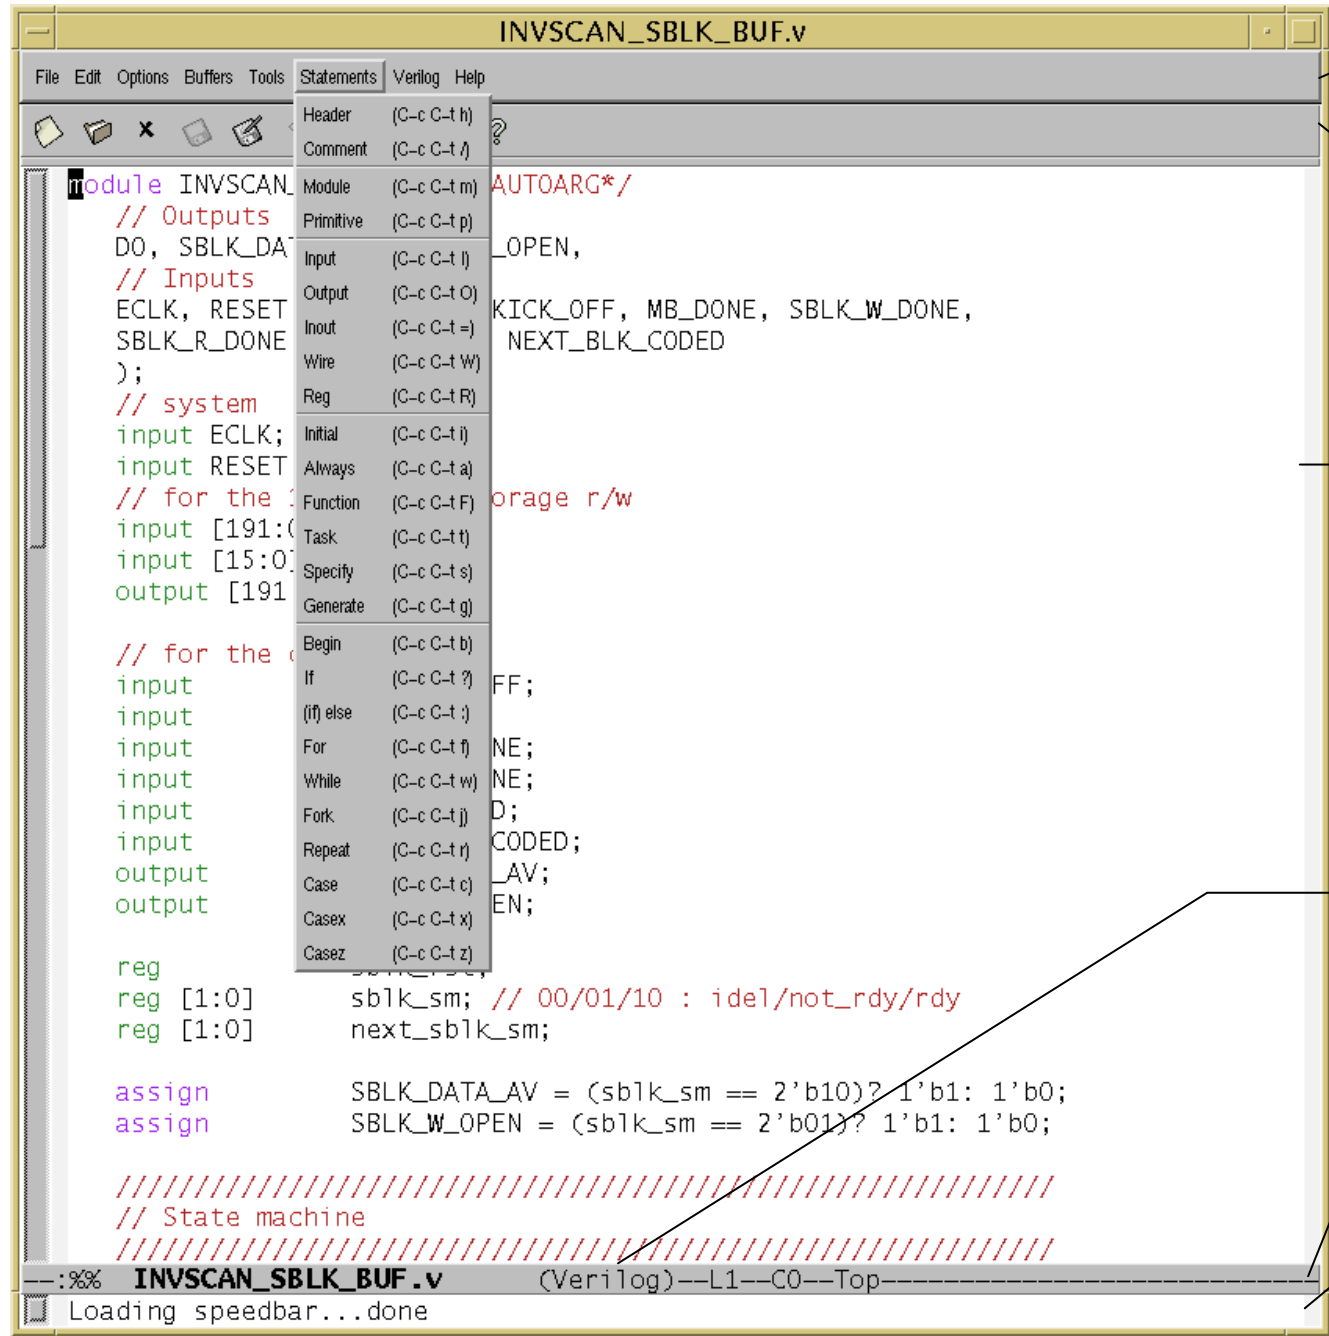 INVSCAN_SBLK_BUF.v
File Edit Options Buffers Tools Statements Verilog Help
Header (C-c C-t h)
Comment (C-c C-t /)
Module (C-c C-t m)
Primitive (C-c C-t p)
Input (C-c C-t I)
Output (C-c C-t O)
Inout (C-c C-t =)
Wire (C-c C-t W)
Reg (C-c C-t R)
Initial (C-c C-t i)
Always (C-c C-t a)
Function (C-c C-t F)
Task (C-c C-t t)
Specify (C-c C-t s)
Generate (C-c C-t g)
Begin (C-c C-t b)
If (C-c C-t ?)
(if) else (C-c C-t :)
For (C-c C-t f)
While (C-c C-t w)
Fork (C-c C-t j)
Repeat (C-c C-t r)
Case (C-c C-t c)
Casex (C-c C-t x)
Casez (C-c C-t z)
module INVSCAN_ AUTOARG*/
// Outputs
DO, SBLK_DA _OPEN,
// Inputs
ECLK, RESET KICK_OFF, MB_DONE, SBLK_W_DONE,
SBLK_R_DONE NEXT_BLK_CODED
);
// system
input ECLK;
input RESET
// for the orage r/w
input [191:
input [15:0]
output [191
// for the
input FF;
input
input NE;
input NE;
input D;
input CODED;
output _AV;
output EN;
reg
reg [1:0] sblk_sm; // 00/01/10 : idel/not_rdy/rdy
reg [1:0] next_sblk_sm;
assign SBLK_DATA_AV = (sblk_sm == 2'b10)? 1'b1: 1'b0;
assign SBLK_W_OPEN = (sblk_sm == 2'b01)? 1'b1: 1'b0;
////////////////////////////////////////////////////////////
// State machine
////////////////////////////////////////////////////////////
--:%% INVSCAN_SBLK_BUF.v (Verilog)--L1--C0--Top----------------------------
Loading speedbar...done